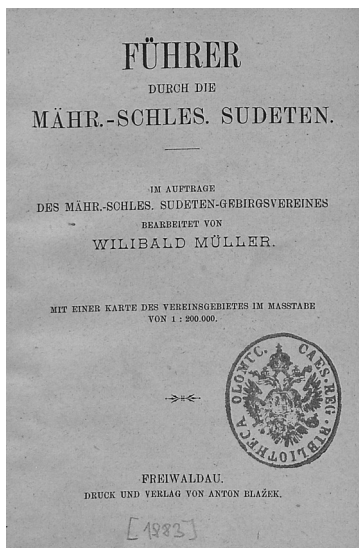 FÜHRER
DURCH DIE
MÄHR.-SCHLES. SUDETEN.
IM AUFTRAGE
DES MÄHR.-SCHLES. SUDETEN-GEBIRGSVEREINES
BEARBEITET VON
WILIBALD MÜLLER.
MIT EINER KARTE DES VEREINSGEBIETES IM MASSTABE
VON 1 : 200.000.
CAES. REG. BIBLIOTHECA OLOMUC.
FREIWALDAU.
DRUCK UND VERLAG VON ANTON BLAŽEK.
[1883]